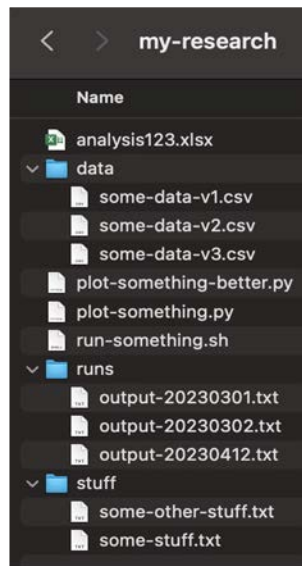 my-research
Name
analysis123.xlsx
data
some-data-v1.csv
some-data-v2.csv
some-data-v3.csv
plot-something-better.py
plot-something.py
run-something.sh
runs
output-20230301.txt
output-20230302.txt
output-20230412.txt
stuff
some-other-stuff.txt
some-stuff.txt